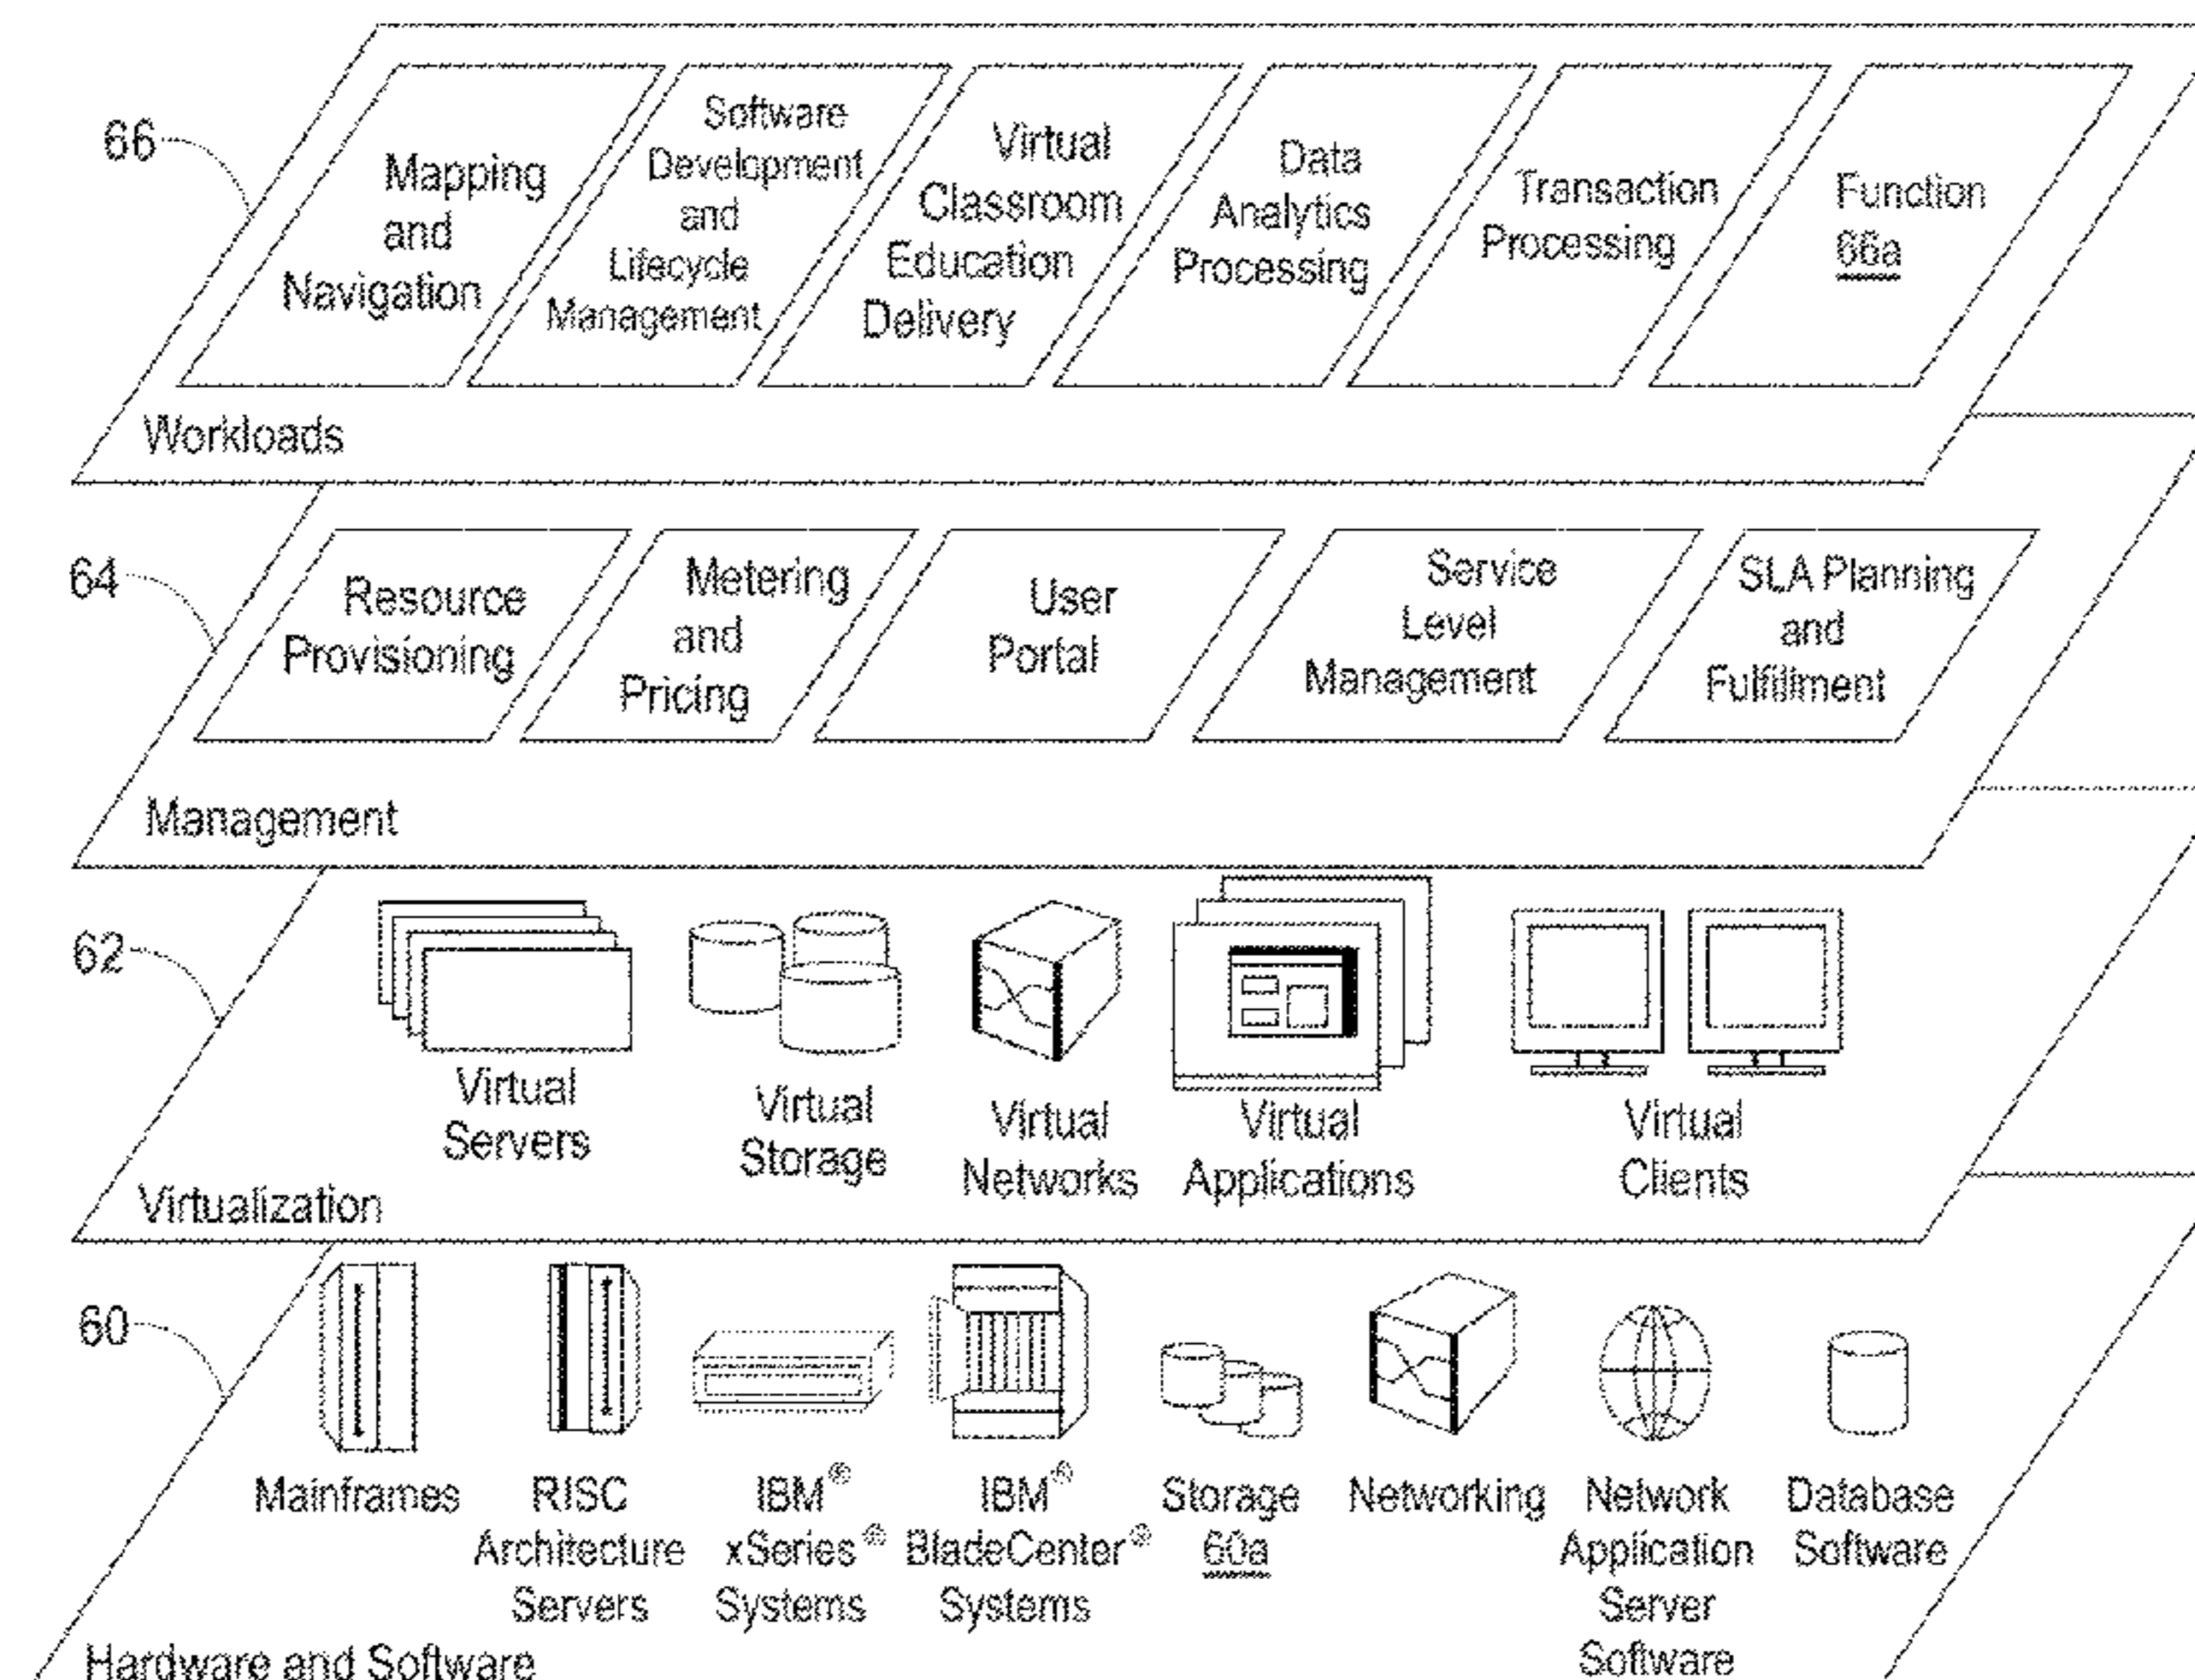 66
Mapping
and
Navigation
Software
Development
and
Lifecycle
Management
Virtual
Classroom
Education
Delivery
Data
Analytics
Processing
Transaction
Processing
Function
66a
Workloads
64
Resource
Provisioning
Metering
and
Pricing
User
Portal
Service
Level
Management
SLA Planning
and
Fulfillment
Management
62
Virtual
Servers
Virtual
Storage
Virtual
Networks
Virtual
Applications
Virtual
Clients
Virtualization
60
Mainframes
RISC
Architecture
Servers
IBM®
xSeries®
Systems
IBM®
BladeCenter®
Systems
Storage
60a
Networking
Network
Application
Server
Software
Database
Software
Hardware and Software